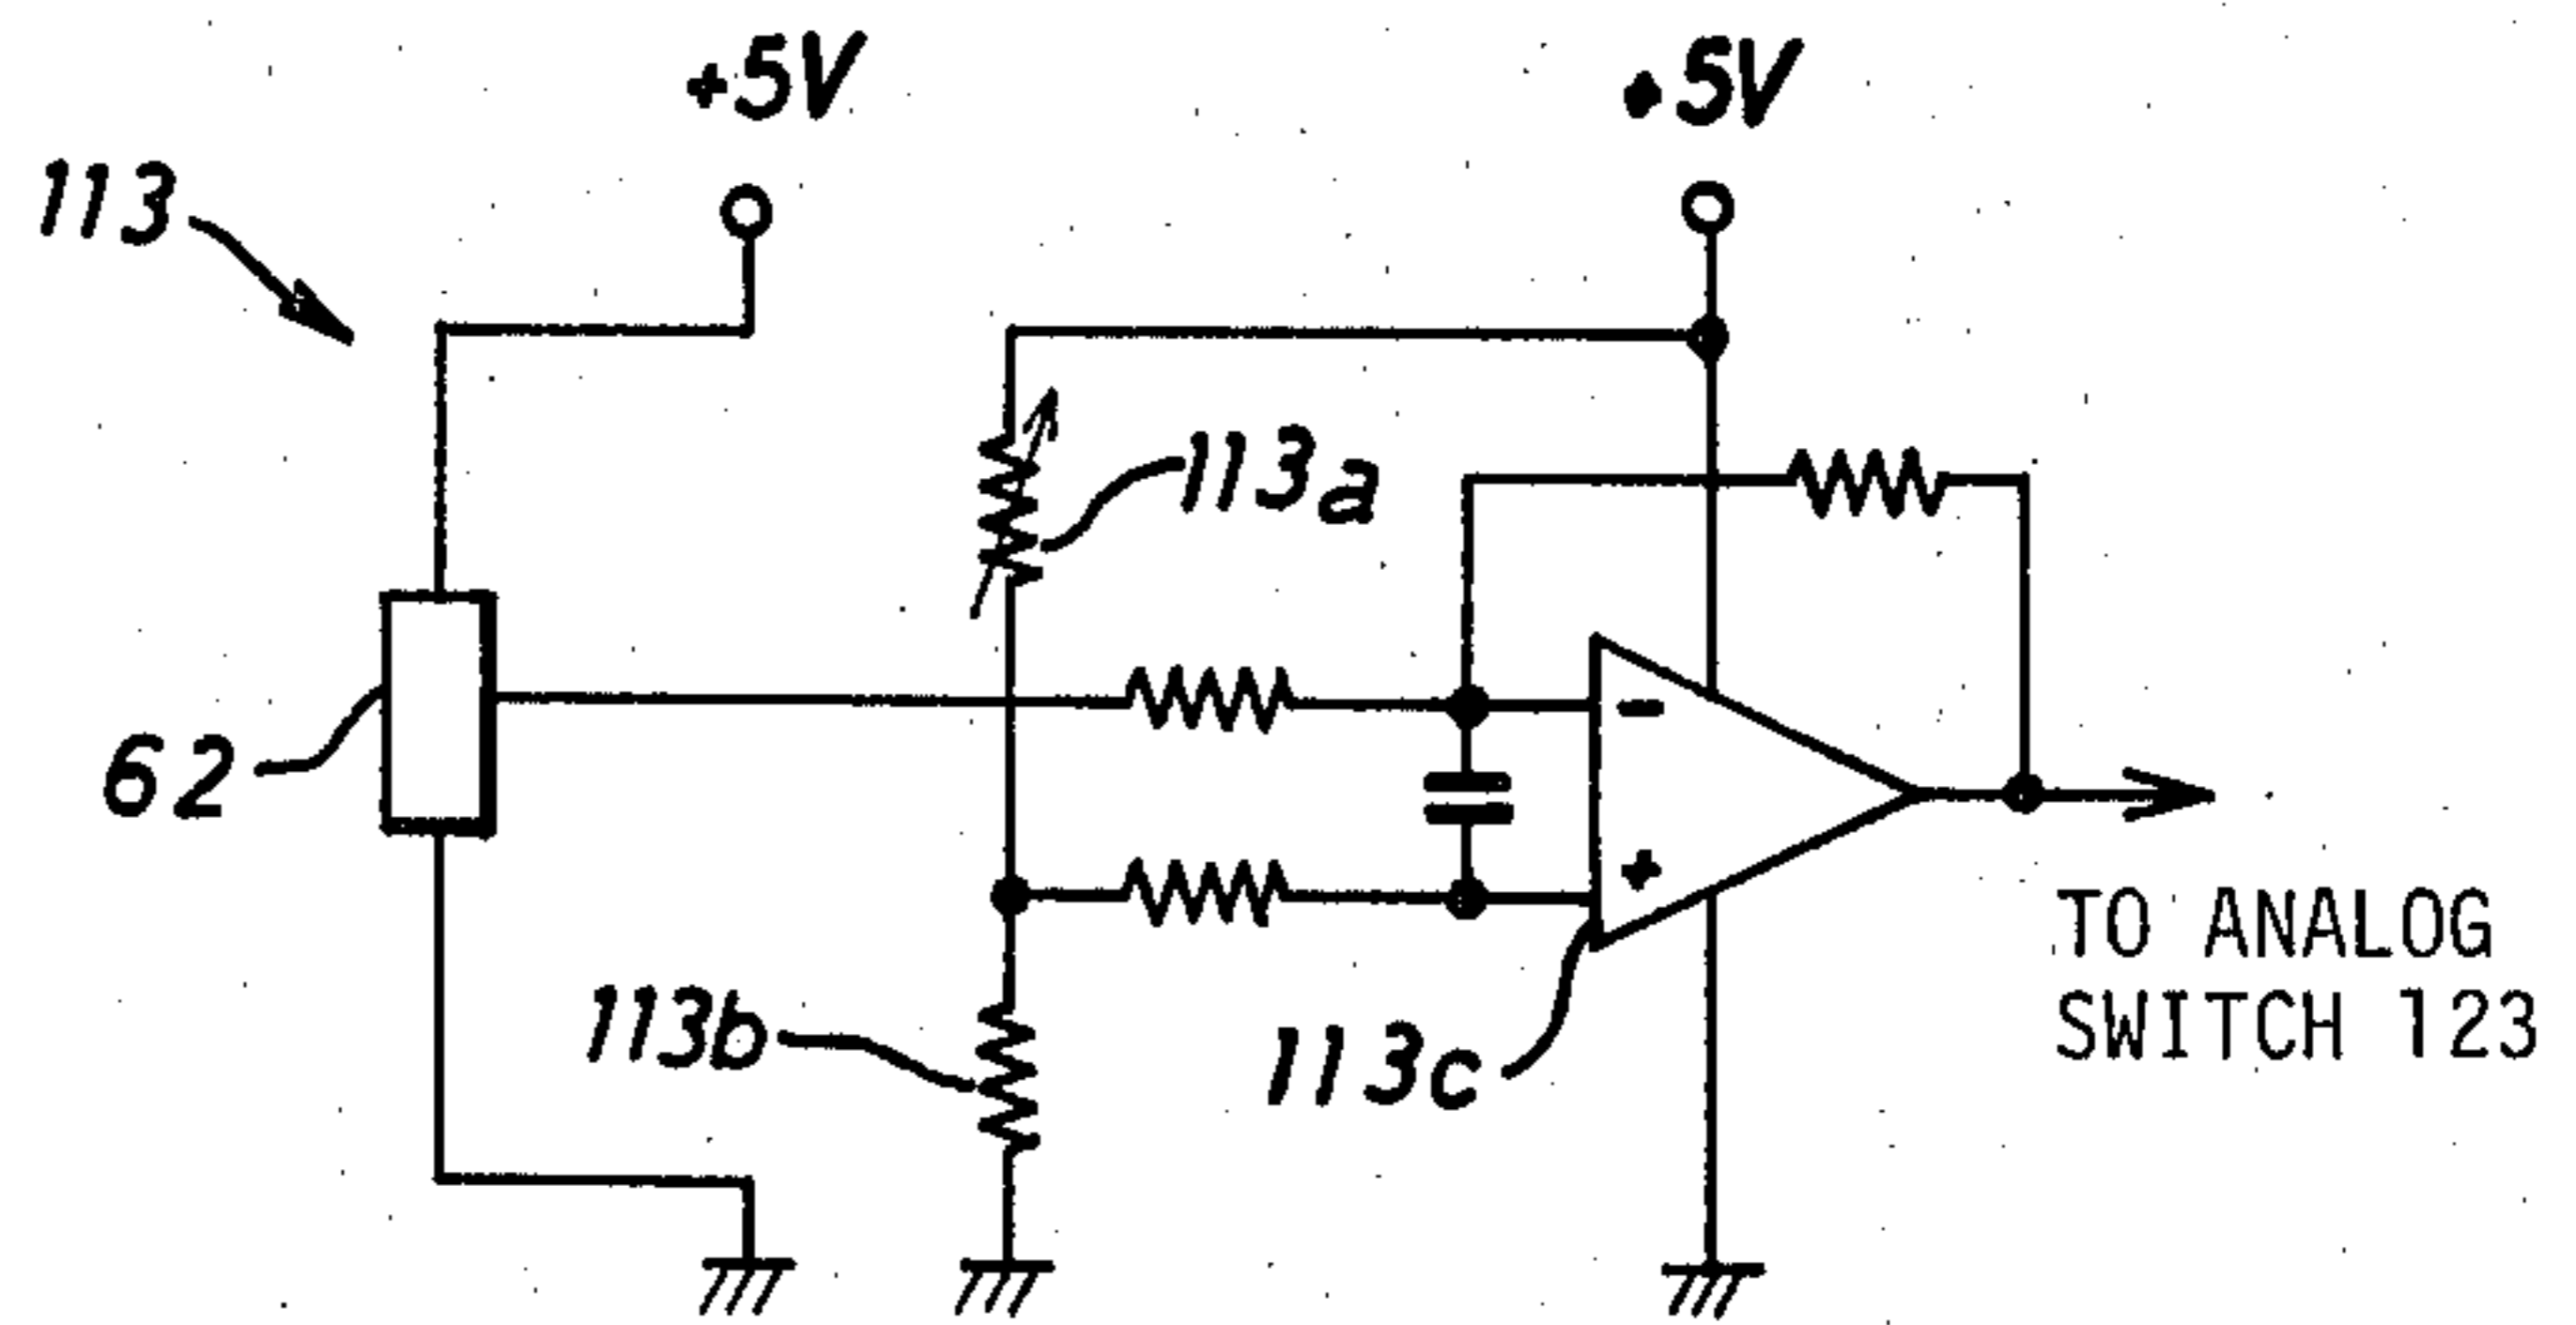 +5V
+5V
113
113a
62
-
+
113b
113c
TO ANALOG
SWITCH 123